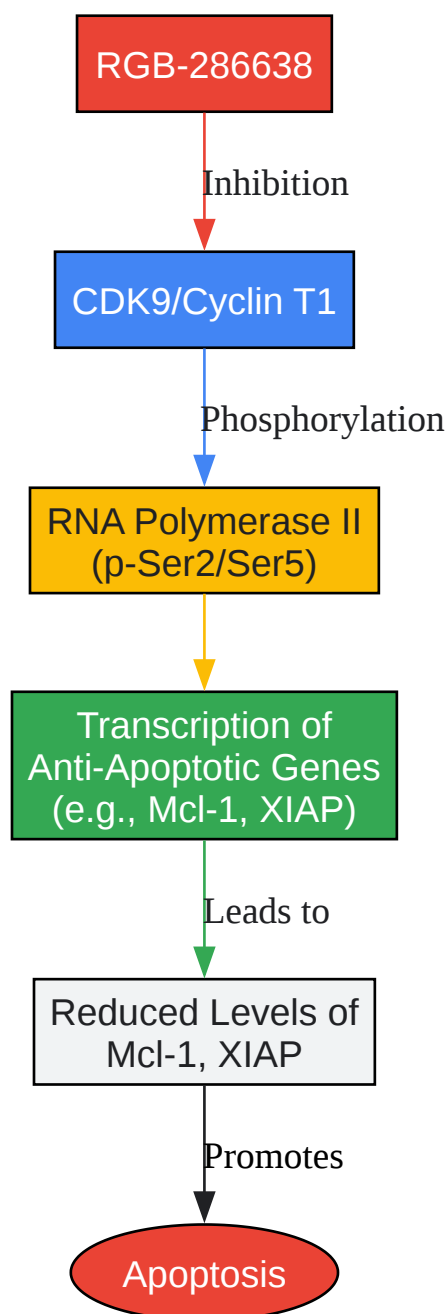 RGB-286638
Inhibition
CDK9/Cyclin T1
Phosphorylation
RNA Polymerase II
(p-Ser2/Ser5)
Transcription of
Anti-Apoptotic Genes
(e.g., Mcl-1, XIAP)
Leads to
Reduced Levels of
Mcl-1, XIAP
Promotes
Apoptosis